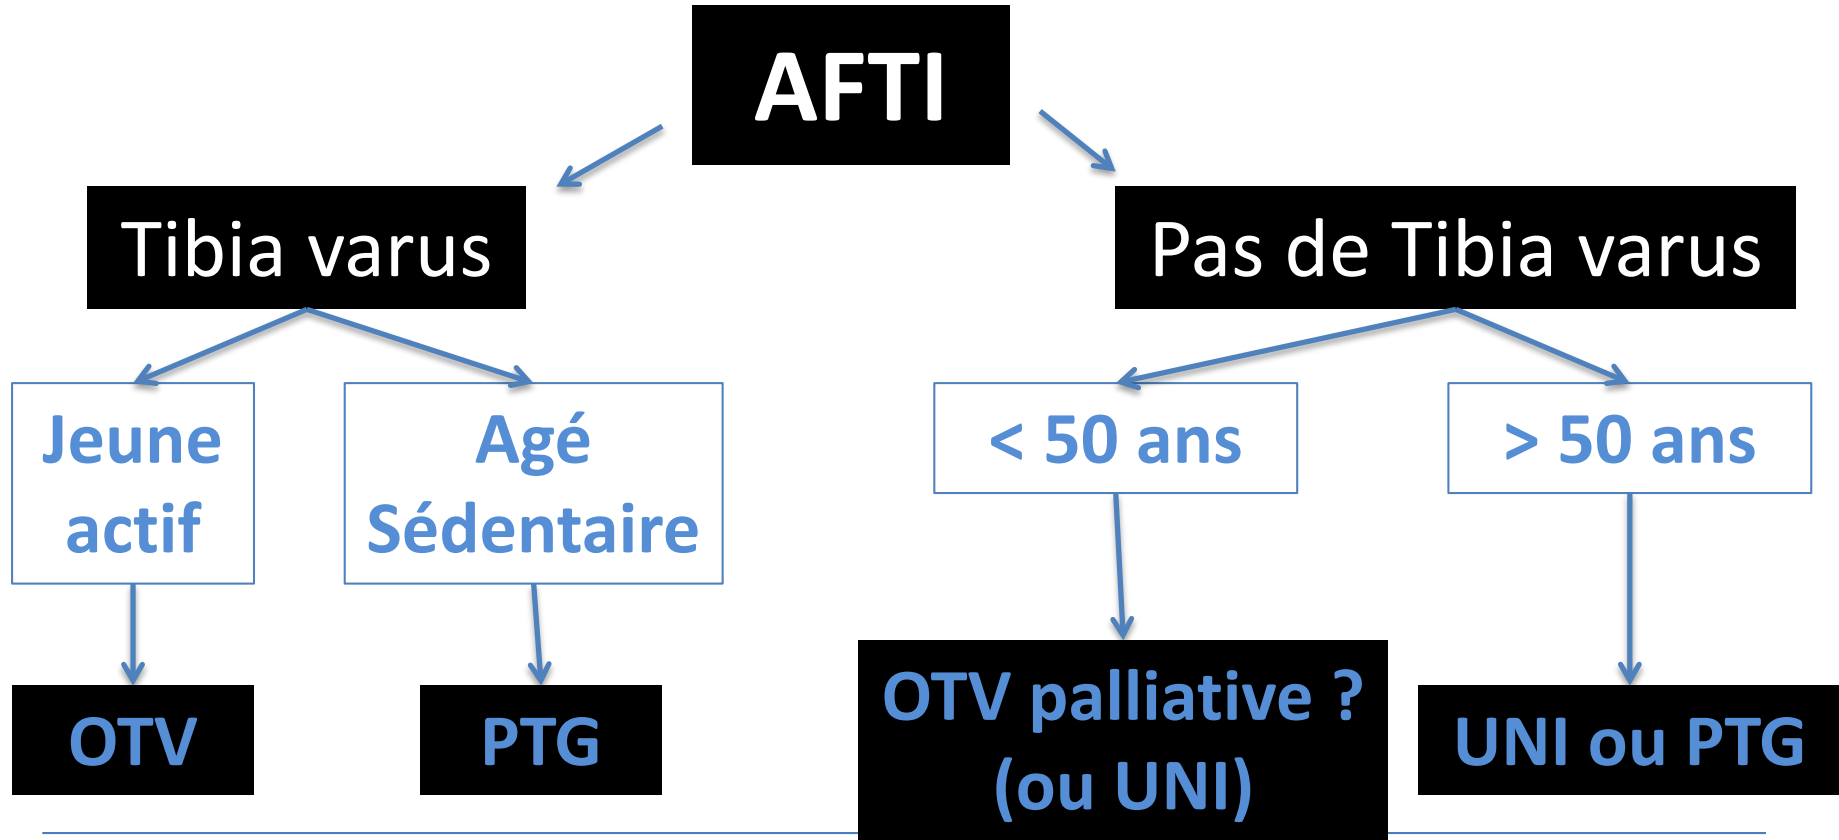 AFTI
Tibia varus
Pas de Tibia varus
Jeune
actif
Agé
Sédentaire
< 50 ans
> 50 ans
OTV
PTG
OTV palliative ?
(ou UNI)
UNI ou PTG